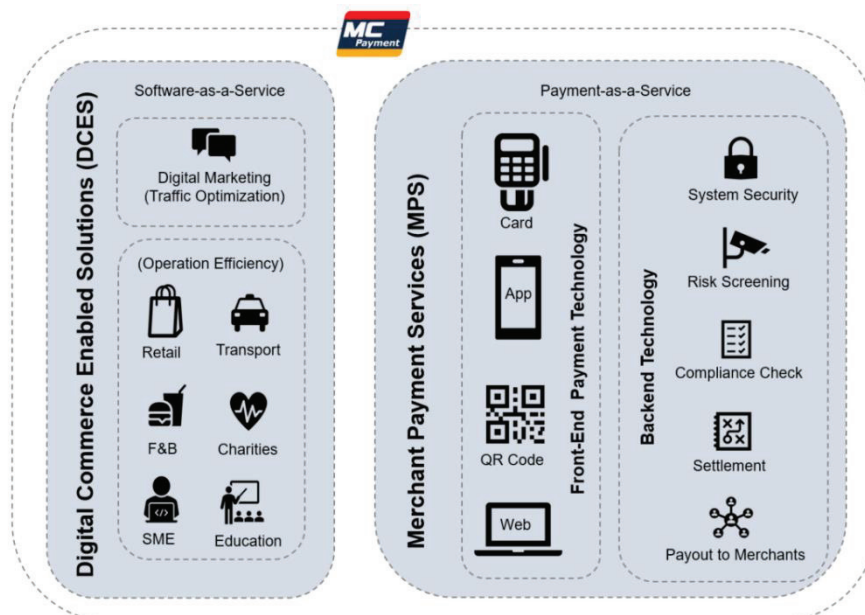 MC
Payment
Digital Commerce Enabled Solutions (DCES)
Software-as-a-Service
Digital Marketing
(Traffic Optimization)
(Operation Efficiency)
Retail
Transport
F&B
Charities
</>
SME
Education
Merchant Payment Services (MPS)
Payment-as-a-Service
Card
App
QR Code
Web
Front-End Payment Technology
Backend Technology
System Security
Risk Screening
Compliance Check
Settlement
Payout to Merchants